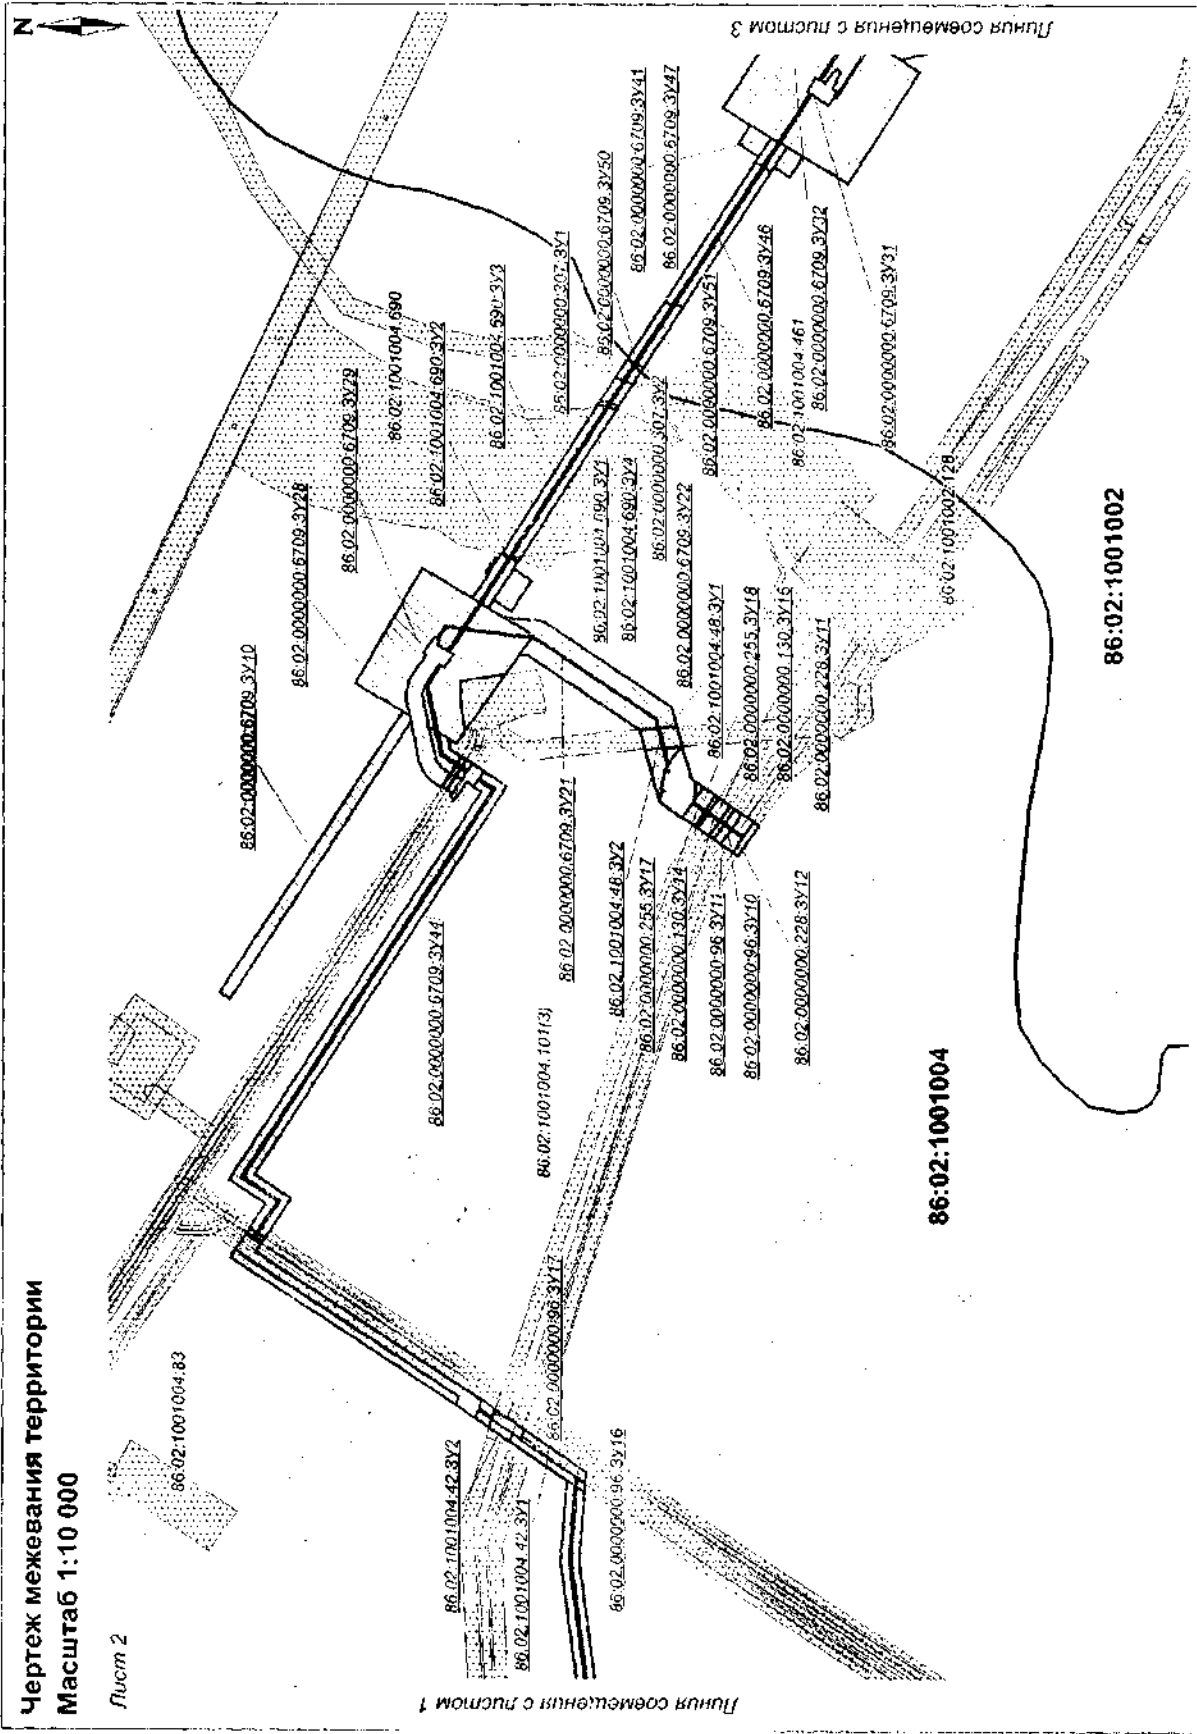 Чертеж межевания территории
Масштаб 1:10 000
Лист 2
N
Линия совмещения с листом 3
Линия совмещения с листом 1
86:02:1001004:83
86:02:1001004:42:ЗУ2
86:02:1001004:42:ЗУ1
86:02:0000000:96:ЗУ17
86:02:0000000:96:ЗУ16
86:02:0000000:6709:ЗУ10
86:02:0000000:6709:ЗУ28
86:02:0000000:6709:ЗУ29
86:02:1001004:690
86:02:1001004:690:ЗУ2
86:02:1001004:690:ЗУ3
86:02:0000000:307:ЗУ1
86:02:0000000:6709:ЗУ50
86:02:0000000:6709:ЗУ41
86:02:0000000:6709:ЗУ47
86:02:0000000:6709:ЗУ44
86:02:1001004:101(3)
86:02:0000000:6709:ЗУ21
86:02:1001004:48:ЗУ2
86:02:0000000:255:ЗУ17
86:02:0000000:130:ЗУ14
86:02:0000000:96:ЗУ11
86:02:0000000:96:ЗУ10
86:02:0000000:228:ЗУ12
86:02:1001004:690:ЗУ1
86:02:1001004:690:ЗУ4
86:02:0000000:307:ЗУ2
86:02:0000000:6709:ЗУ22
86:02:1001004:48:ЗУ1
86:02:0000000:255:ЗУ18
86:02:0000000:130:ЗУ15
86:02:0000000:228:ЗУ11
86:02:0000000:6709:ЗУ51
86:02:0000000:6709:ЗУ46
86:02:1001004:461
86:02:0000000:6709:ЗУ32
86:02:0000000:6709:ЗУ31
86:02:1001002:128
86:02:1001004
86:02:1001002